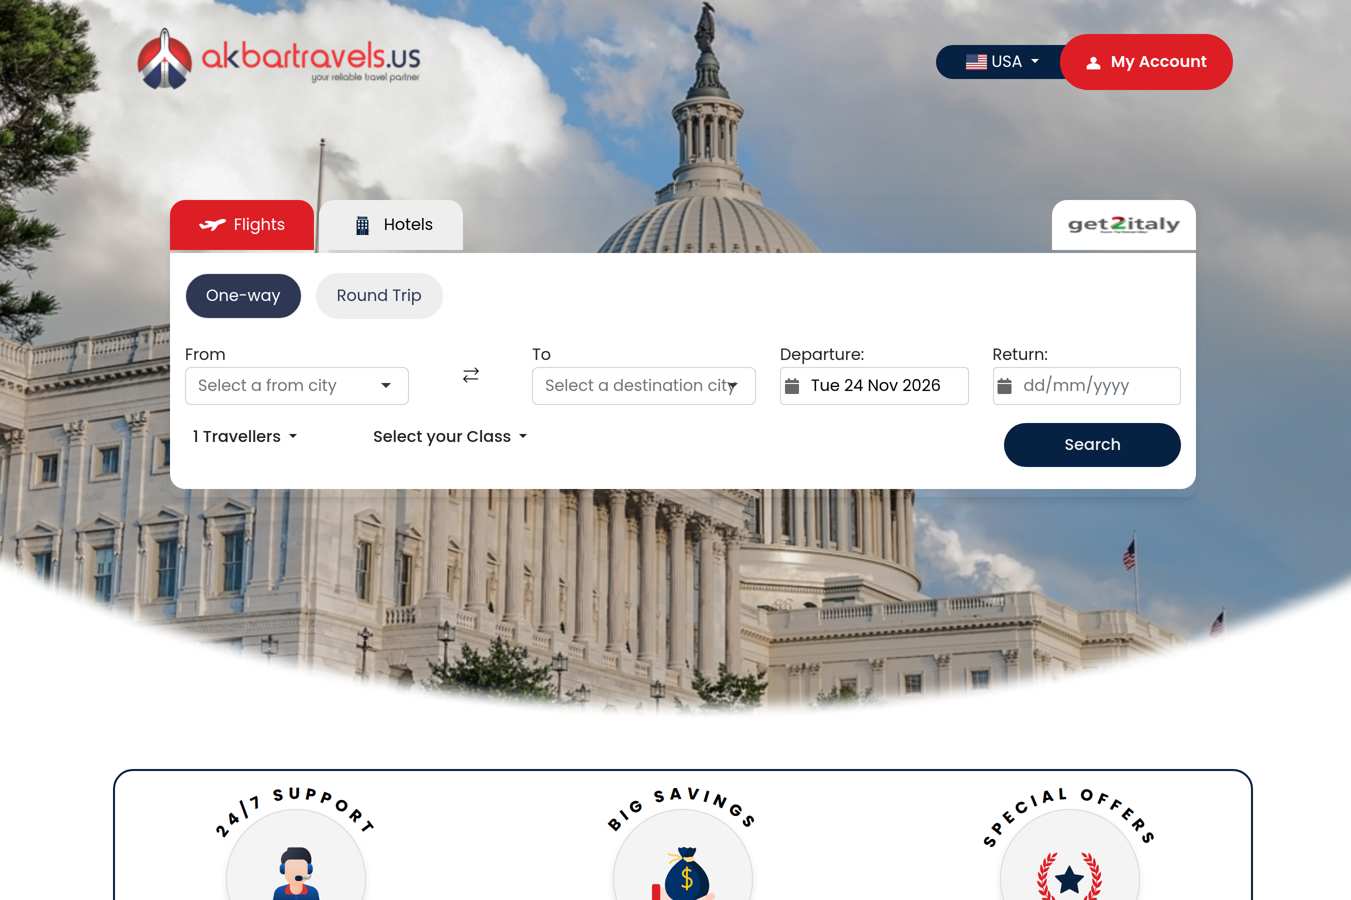 akbartravels.us
your reliable travel partner
USA
My Account
Flights
Hotels
get2italy
One-way
Round Trip
From
To
Departure:
Return:
Select a from city
Select a destination city
Tue 24 Nov 2026
dd/mm/yyyy
1 Travellers
Select your Class
Search
24/7 SUPPORT
BIG SAVINGS
SPECIAL OFFERS
$